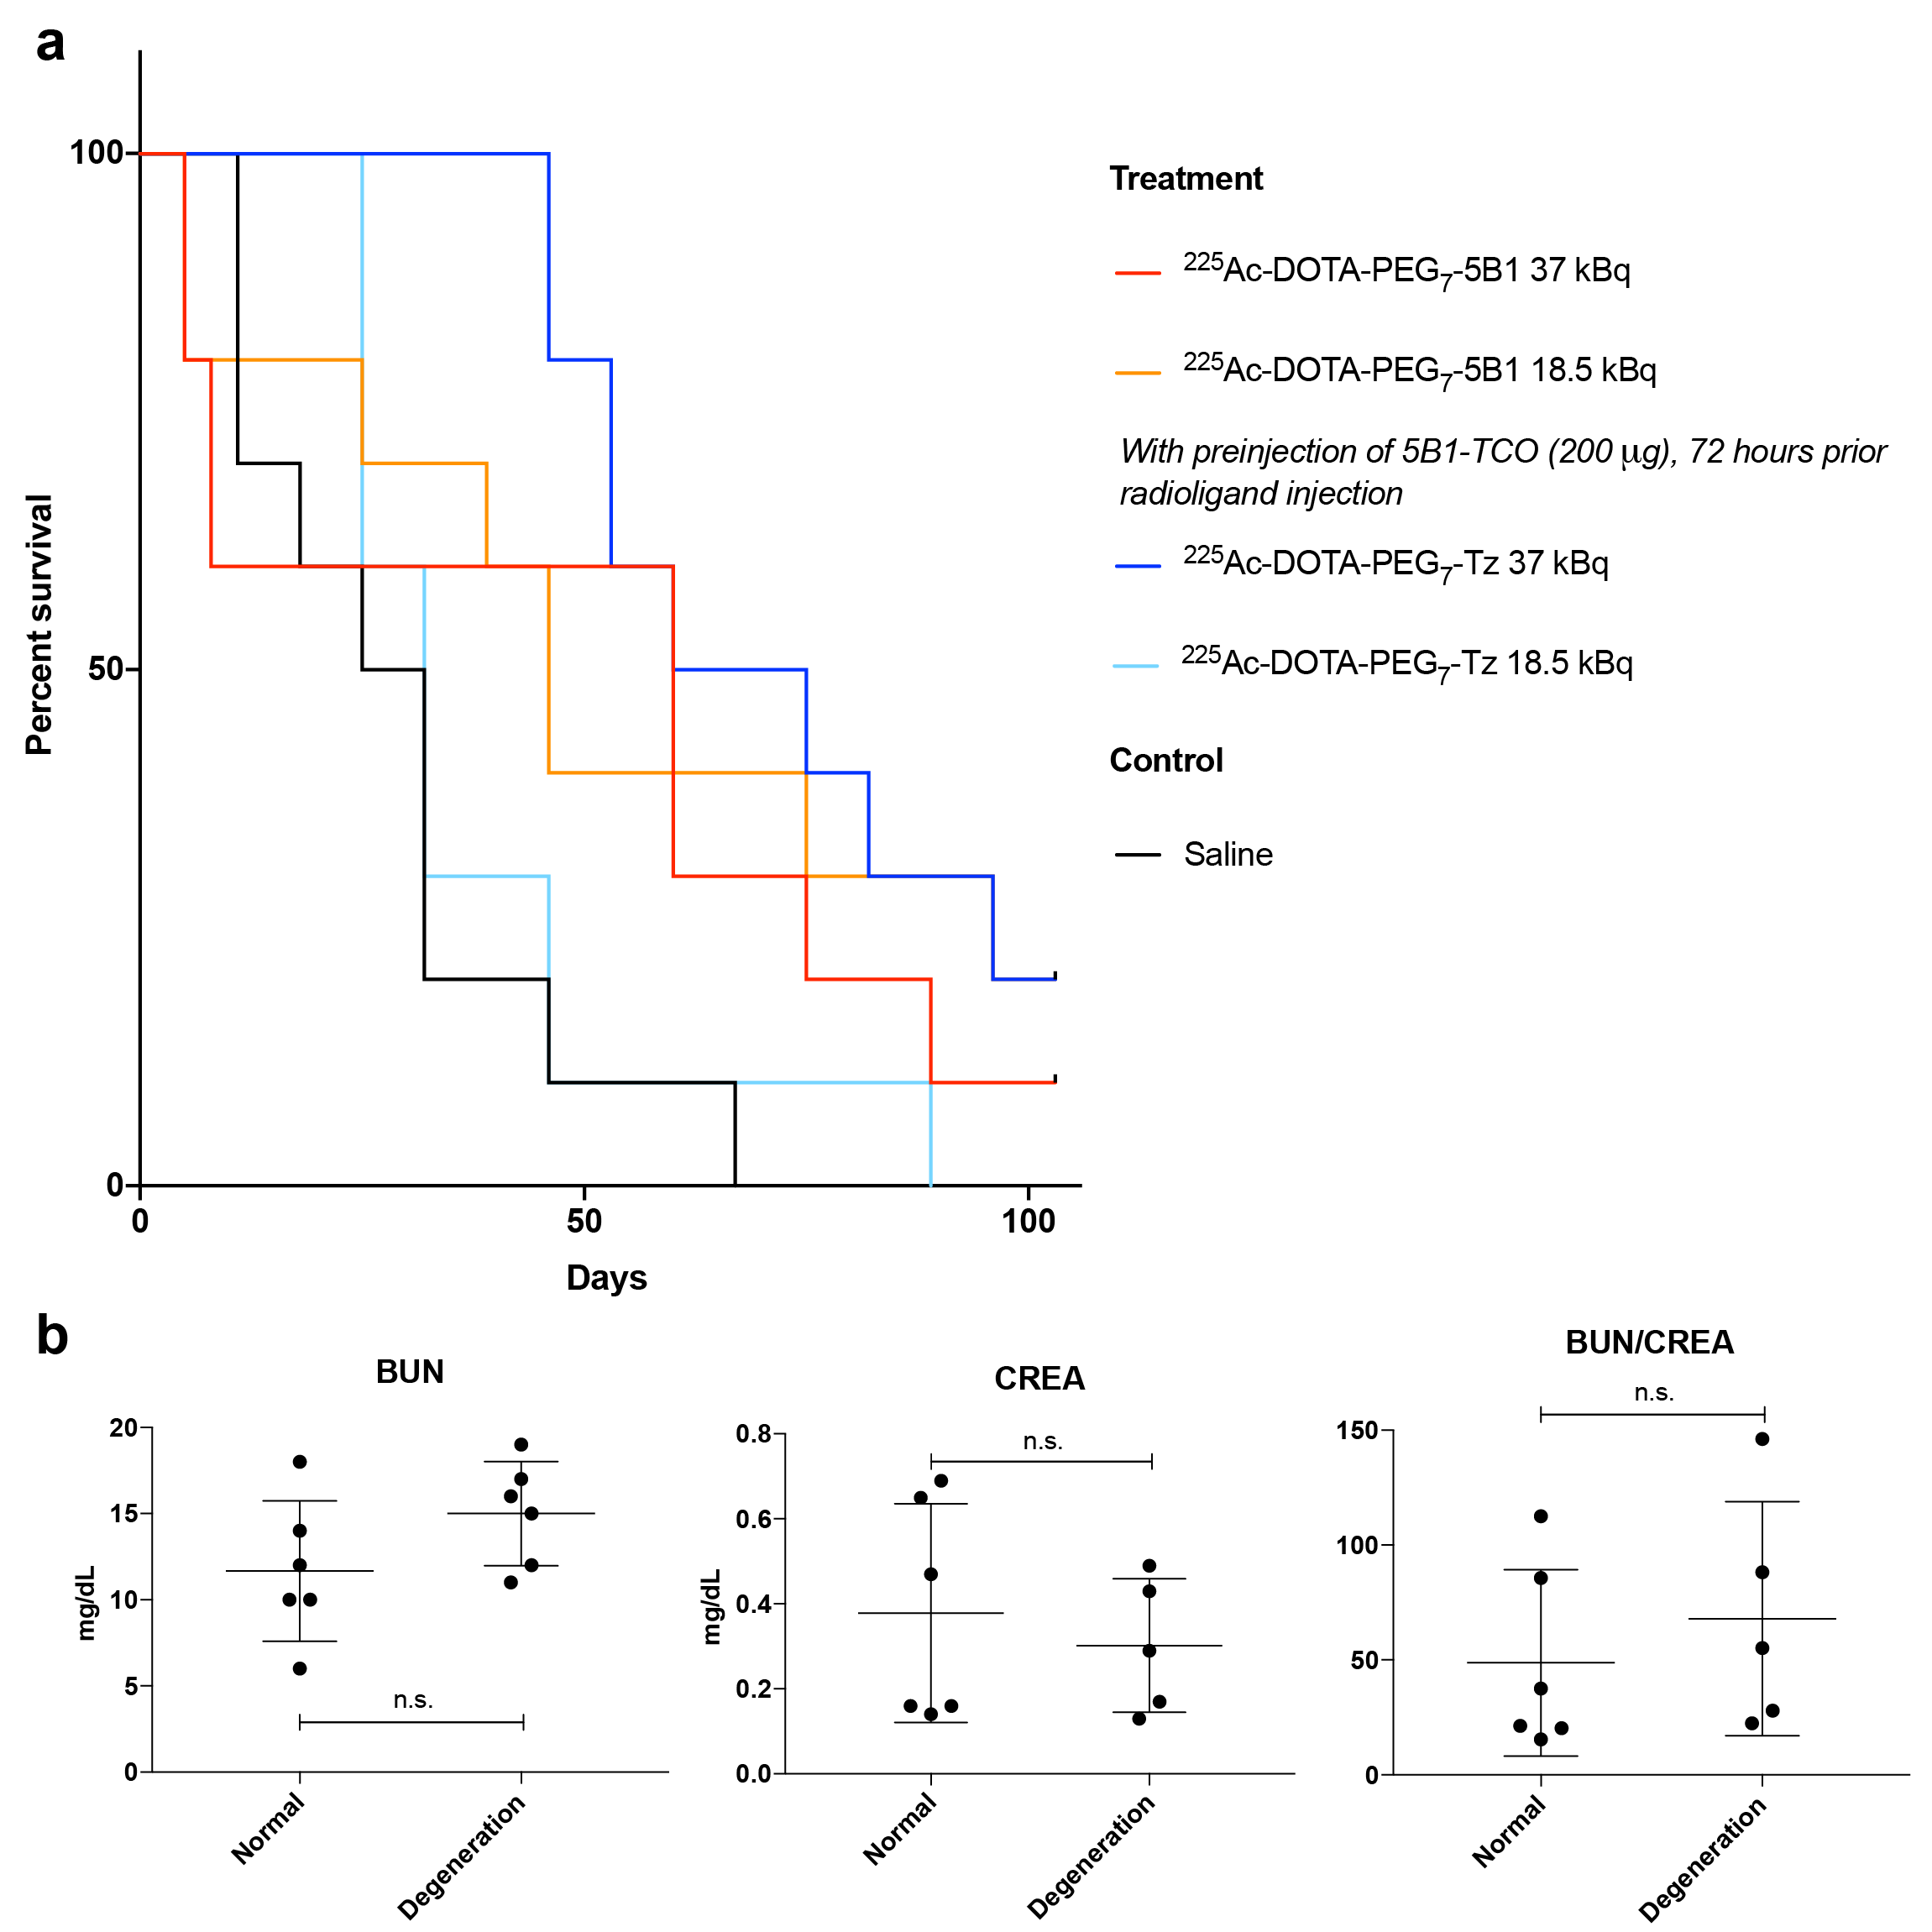 a
100
50
0
0
50
100
Percent survival
Days
Treatment
²²⁵Ac-DOTA-PEG₇-5B1 37 kBq
²²⁵Ac-DOTA-PEG₇-5B1 18.5 kBq
With preinjection of 5B1-TCO (200 μg), 72 hours prior
radioligand injection
²²⁵Ac-DOTA-PEG₇-Tz 37 kBq
²²⁵Ac-DOTA-PEG₇-Tz 18.5 kBq
Control
Saline
b
BUN
20
15
10
5
0
mg/dL
n.s.
Normal
Degeneration
CREA
0.8
0.6
0.4
0.2
0.0
mg/dL
n.s.
Normal
Degeneration
BUN/CREA
n.s.
150
100
50
0
Normal
Degeneration